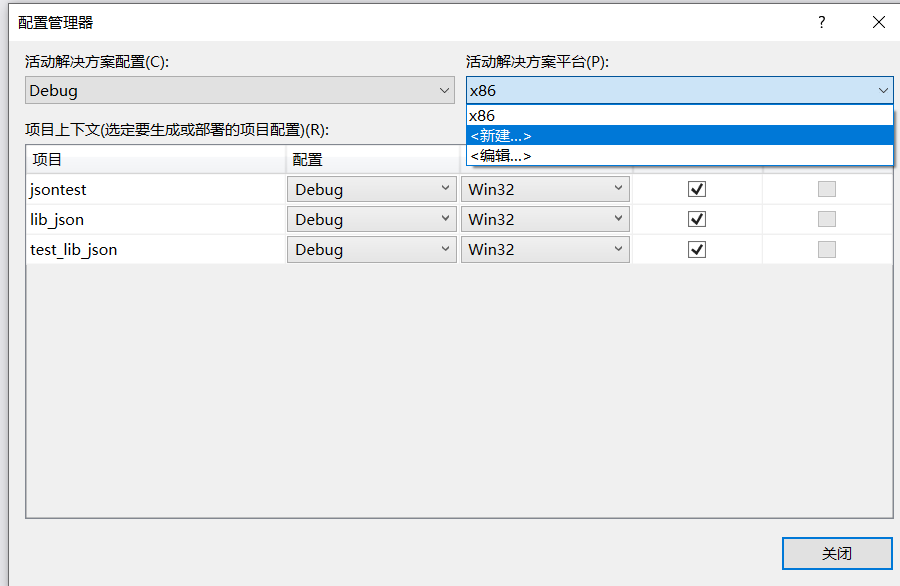 配置管理器
?
活动解决方案配置(C):
活动解决方案平台(P):
Debug
x86
x86
<新建...>
<编辑...>
项目上下文(选定要生成或部署的项目配置)(R):
项目 配置
jsontest Debug Win32
lib_json Debug Win32
test_lib_json Debug Win32
关闭